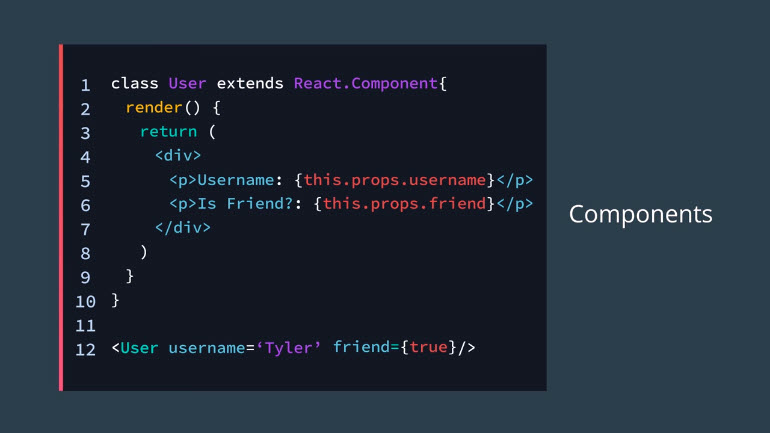 1 class User extends React.Component{
2 render() {
3 return (
4 <div>
5 <p>Username: {this.props.username}</p>
6 <p>Is Friend?: {this.props.friend}</p>
7 </div>
8 )
9 }
10 }
11
12 <User username=‘Tyler’ friend={true}/>
Components